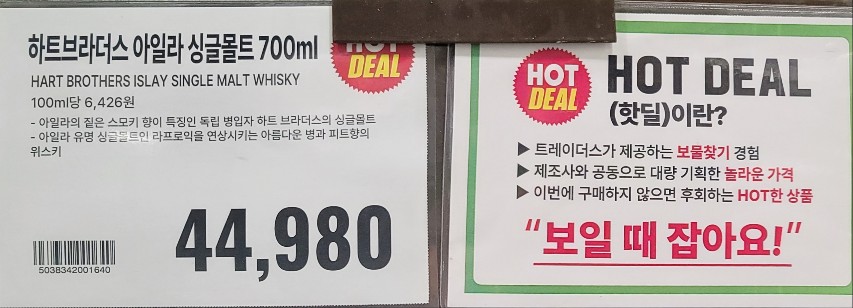 하트브라더스 아일라 싱글몰트 700ml
HOT
DEAL
HART BROTHERS ISLAY SINGLE MALT WHISKY
100ml당 6,426원
- 아일라의 짙은 스모키 향이 특징인 독립 병입자 하트 브라더스의 싱글몰트
- 아일라 유명 싱글몰트인 라프로익을 연상시키는 아름다운 병과 피트향의
위스키
44,980
5038342001640
HOT
DEAL
HOT DEAL
(핫딜)이란?
▶ 트레이더스가 제공하는 보물찾기 경험
▶ 제조사와 공동으로 대량 기획한 놀라운 가격
▶ 이번에 구매하지 않으면 후회하는 HOT한 상품
“보일 때 잡아요!”